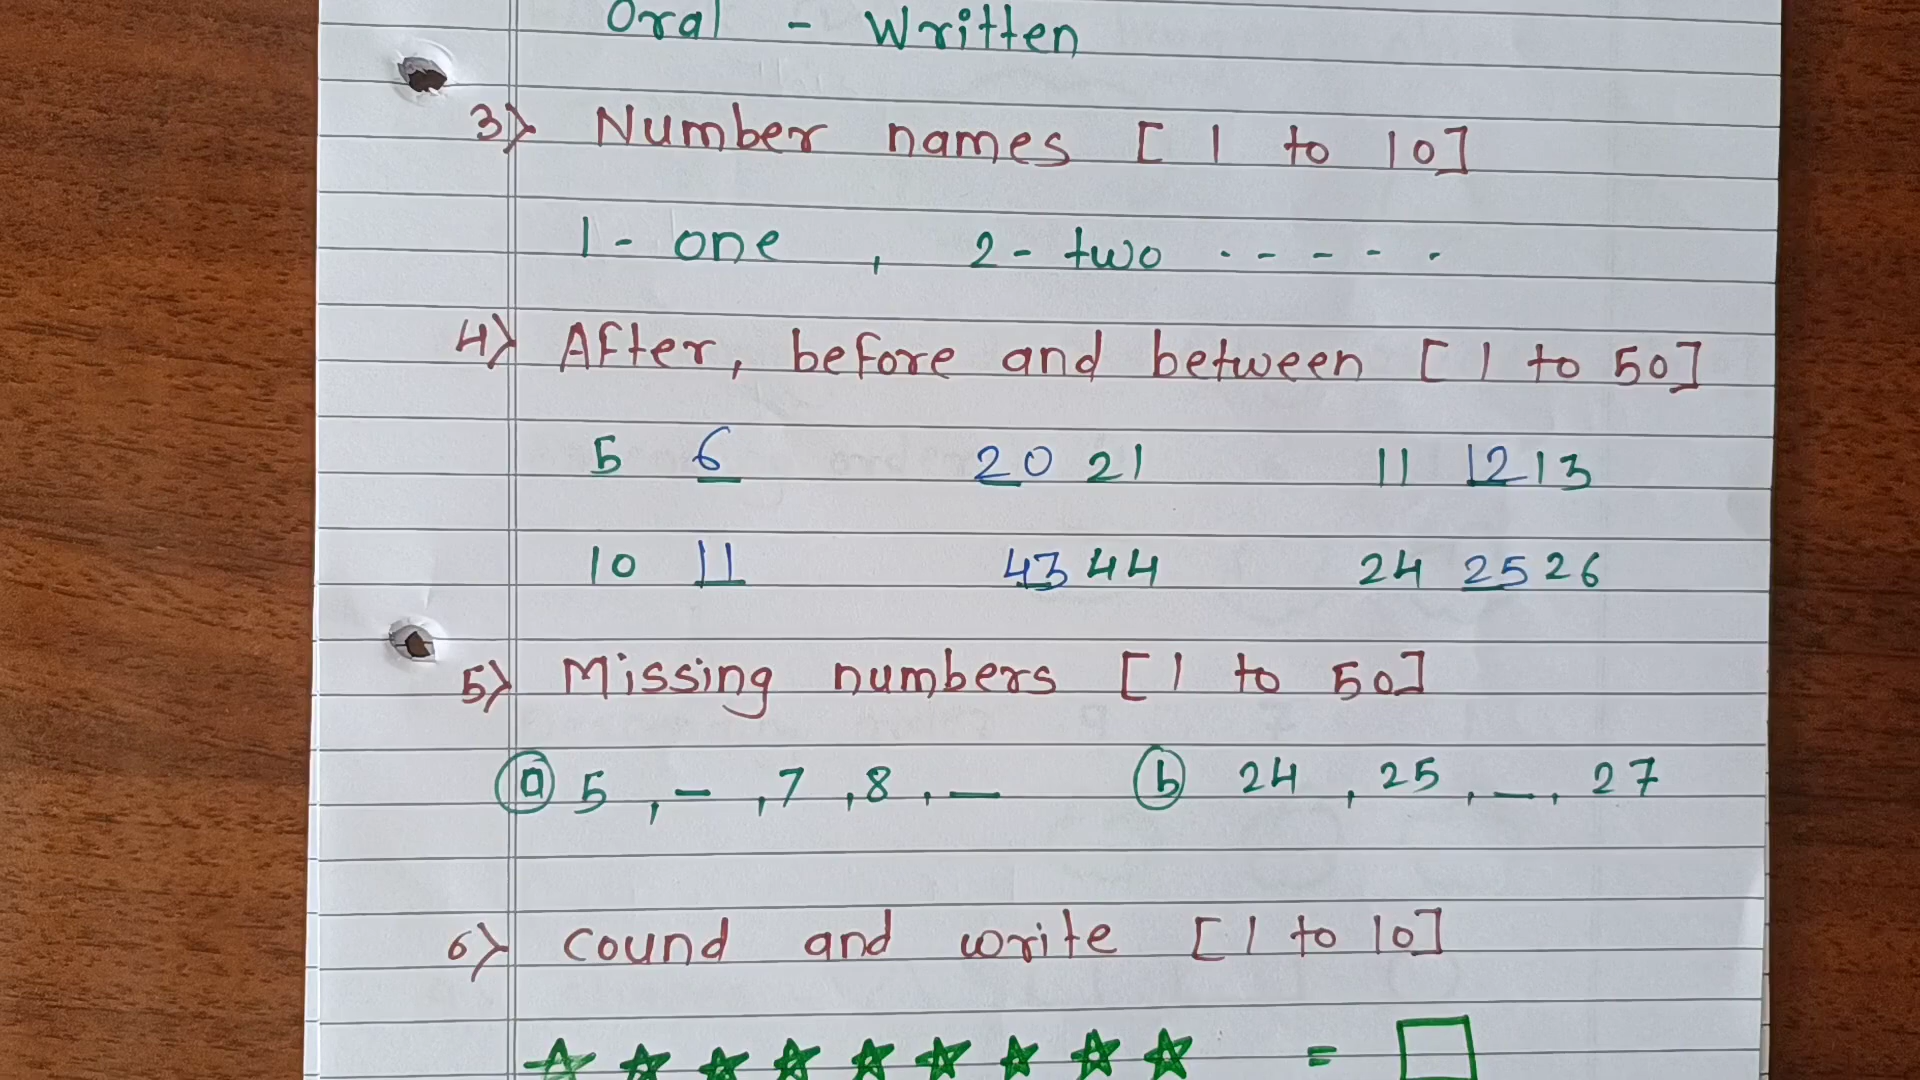 Oral - Written
3) Number names [ 1 to 10]
1 - one , 2 - two . - - - - .
4) After, before and between [ 1 to 50]
5 6 20 21 11 12 13
10 11 43 44 24 25 26
5) Missing numbers [1 to 50]
(a) 5 , _ , 7 , 8 , _ (b) 24 , 25 , _ , 27
6) cound and write [1 to 10]
=